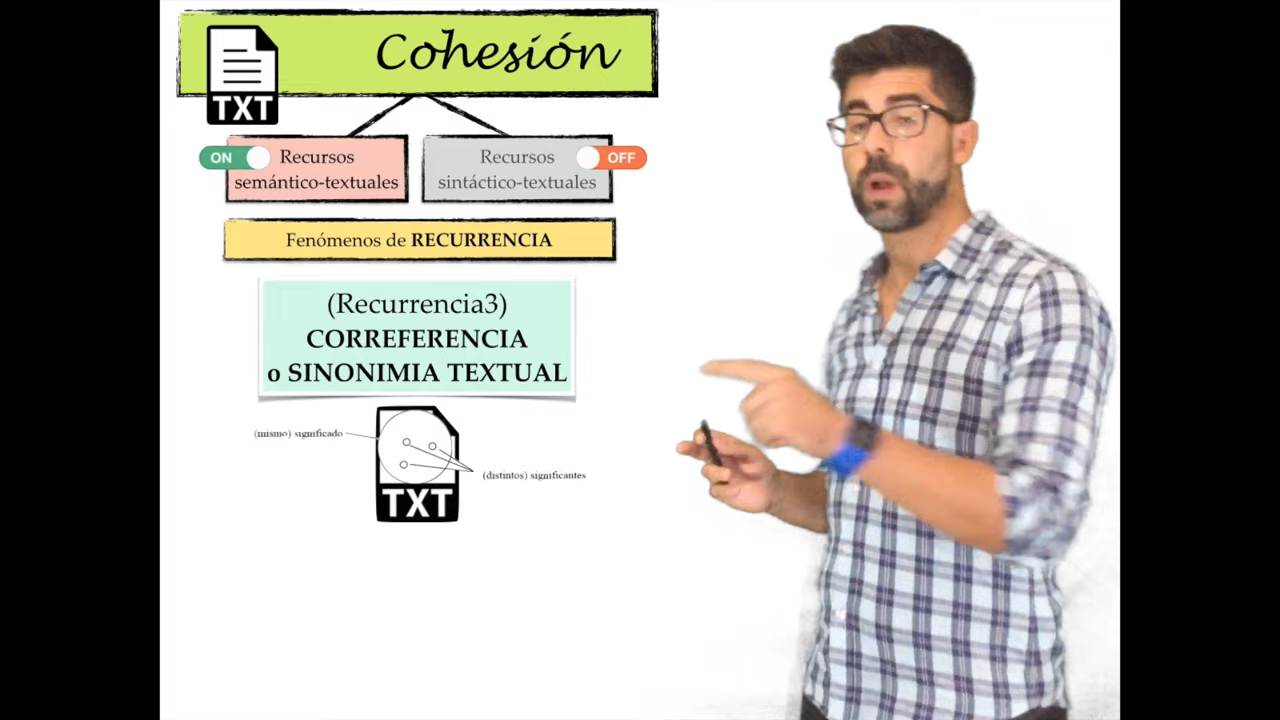 Cohesión
TXT
ON
Recursos
semántico-textuales
Recursos
sintáctico-textuales
OFF
Fenómenos de RECURRENCIA
(Recurrencia3)
CORREFERENCIA
o SINONIMIA TEXTUAL
(mismo) significado
(distintos) significantes
TXT